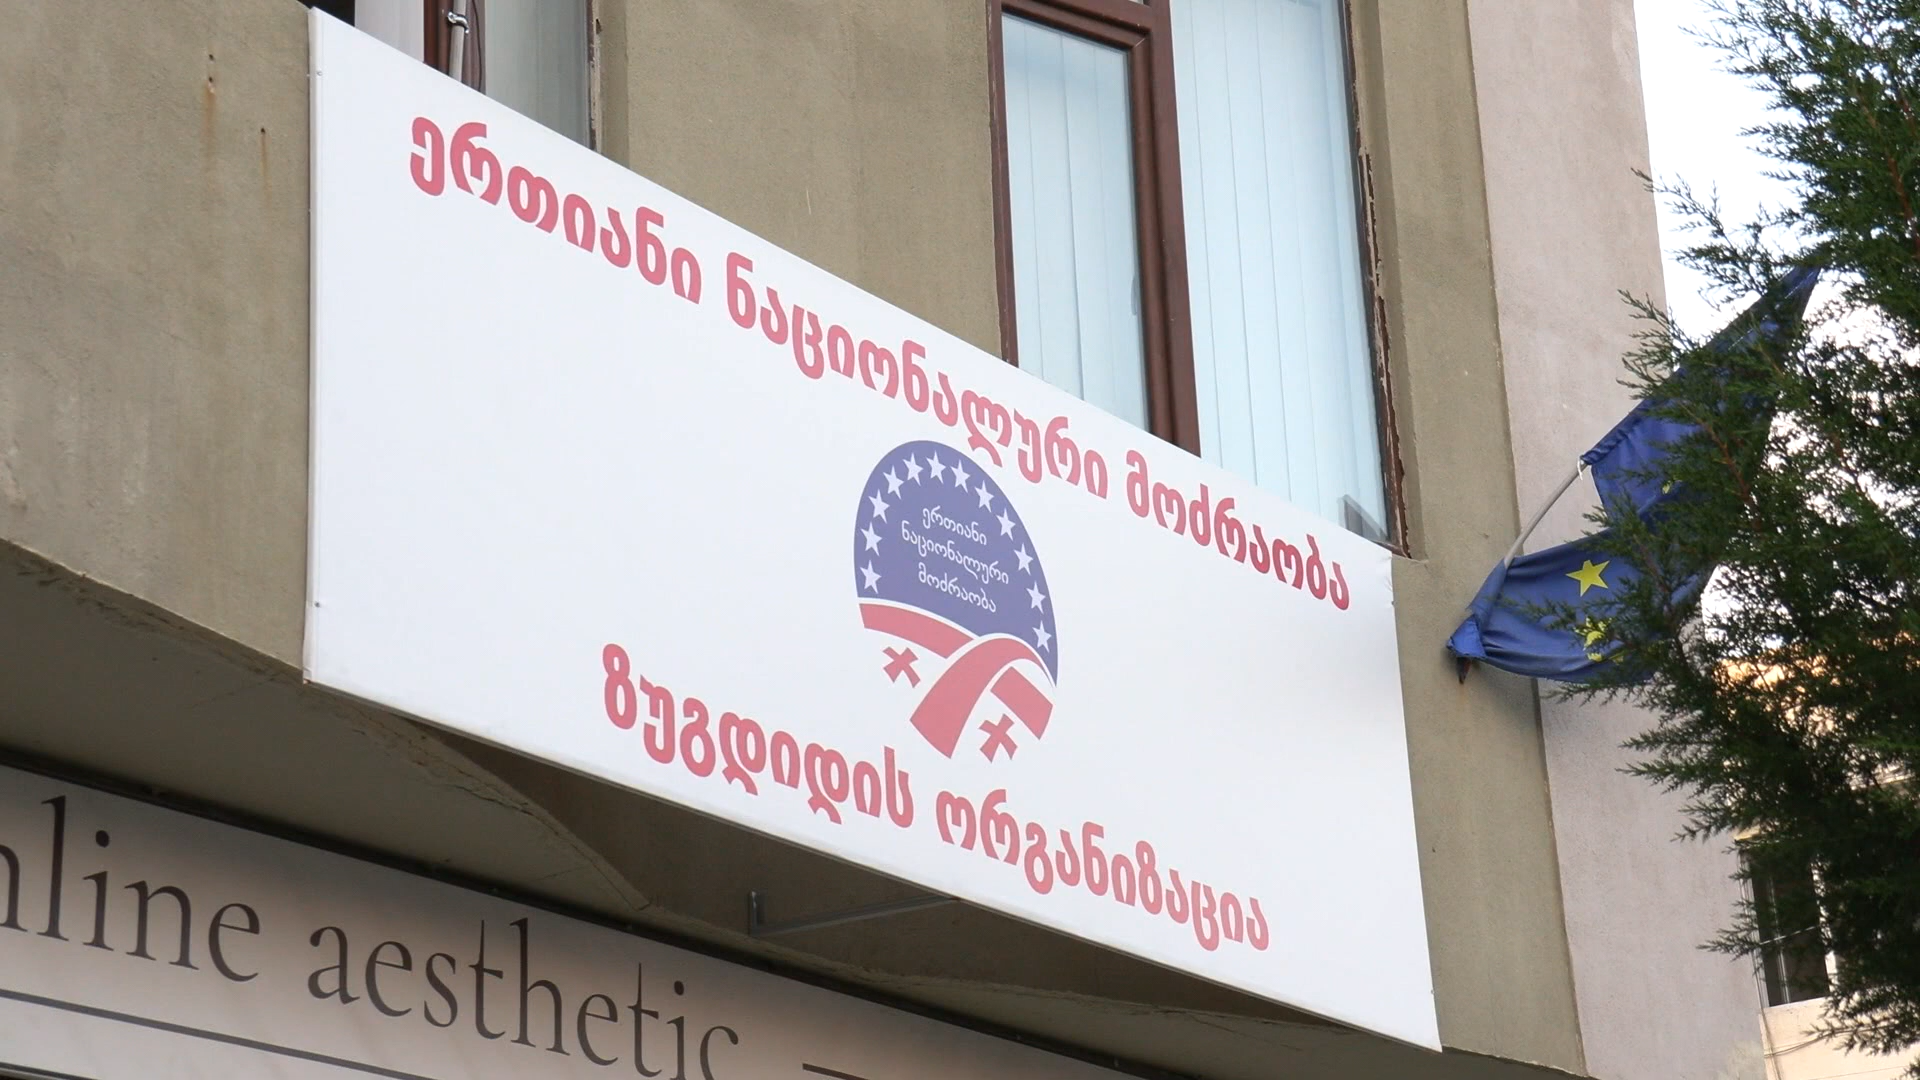 ერთიანი ნაციონალური მოძრაობა
ერთიანი
ნაციონალური
მოძრაობა
ზუგდიდის ორგანიზაცია
nline aesthetic